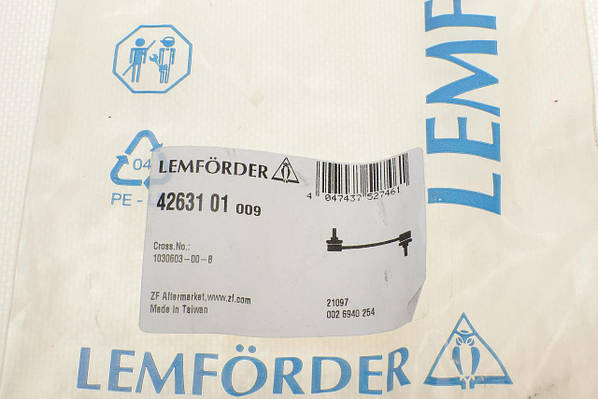 LEMF
04
PE-L
LEMFÖRDER
42631 01 009
4 047437 527461
Cross.No.:
1030603-00-B
ZF Aftermarket,www.zf.com
Made in Taiwan
21097
002 6940 254
LEMFÖRDER